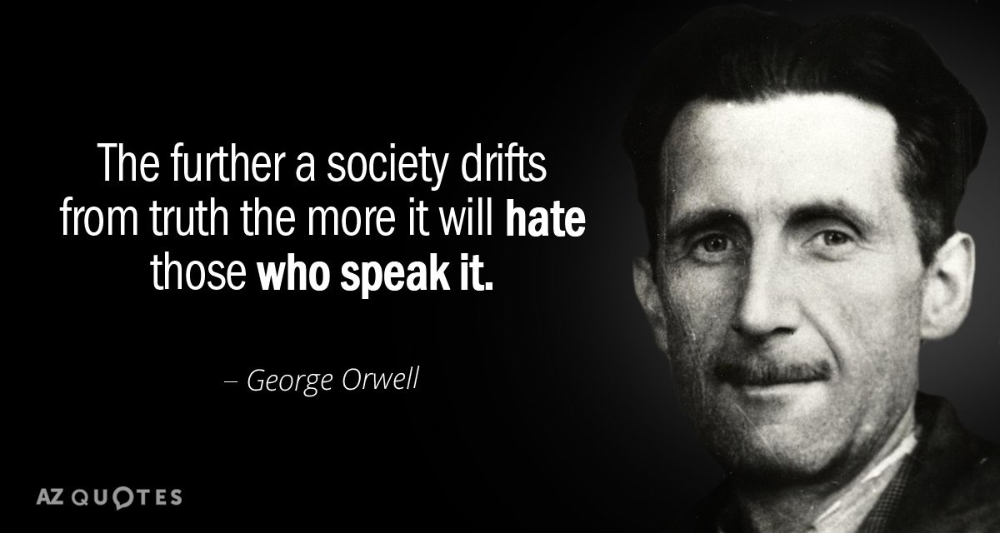 The further a society drifts
from truth the more it will hate
those who speak it.
– George Orwell
AZ QUOTES